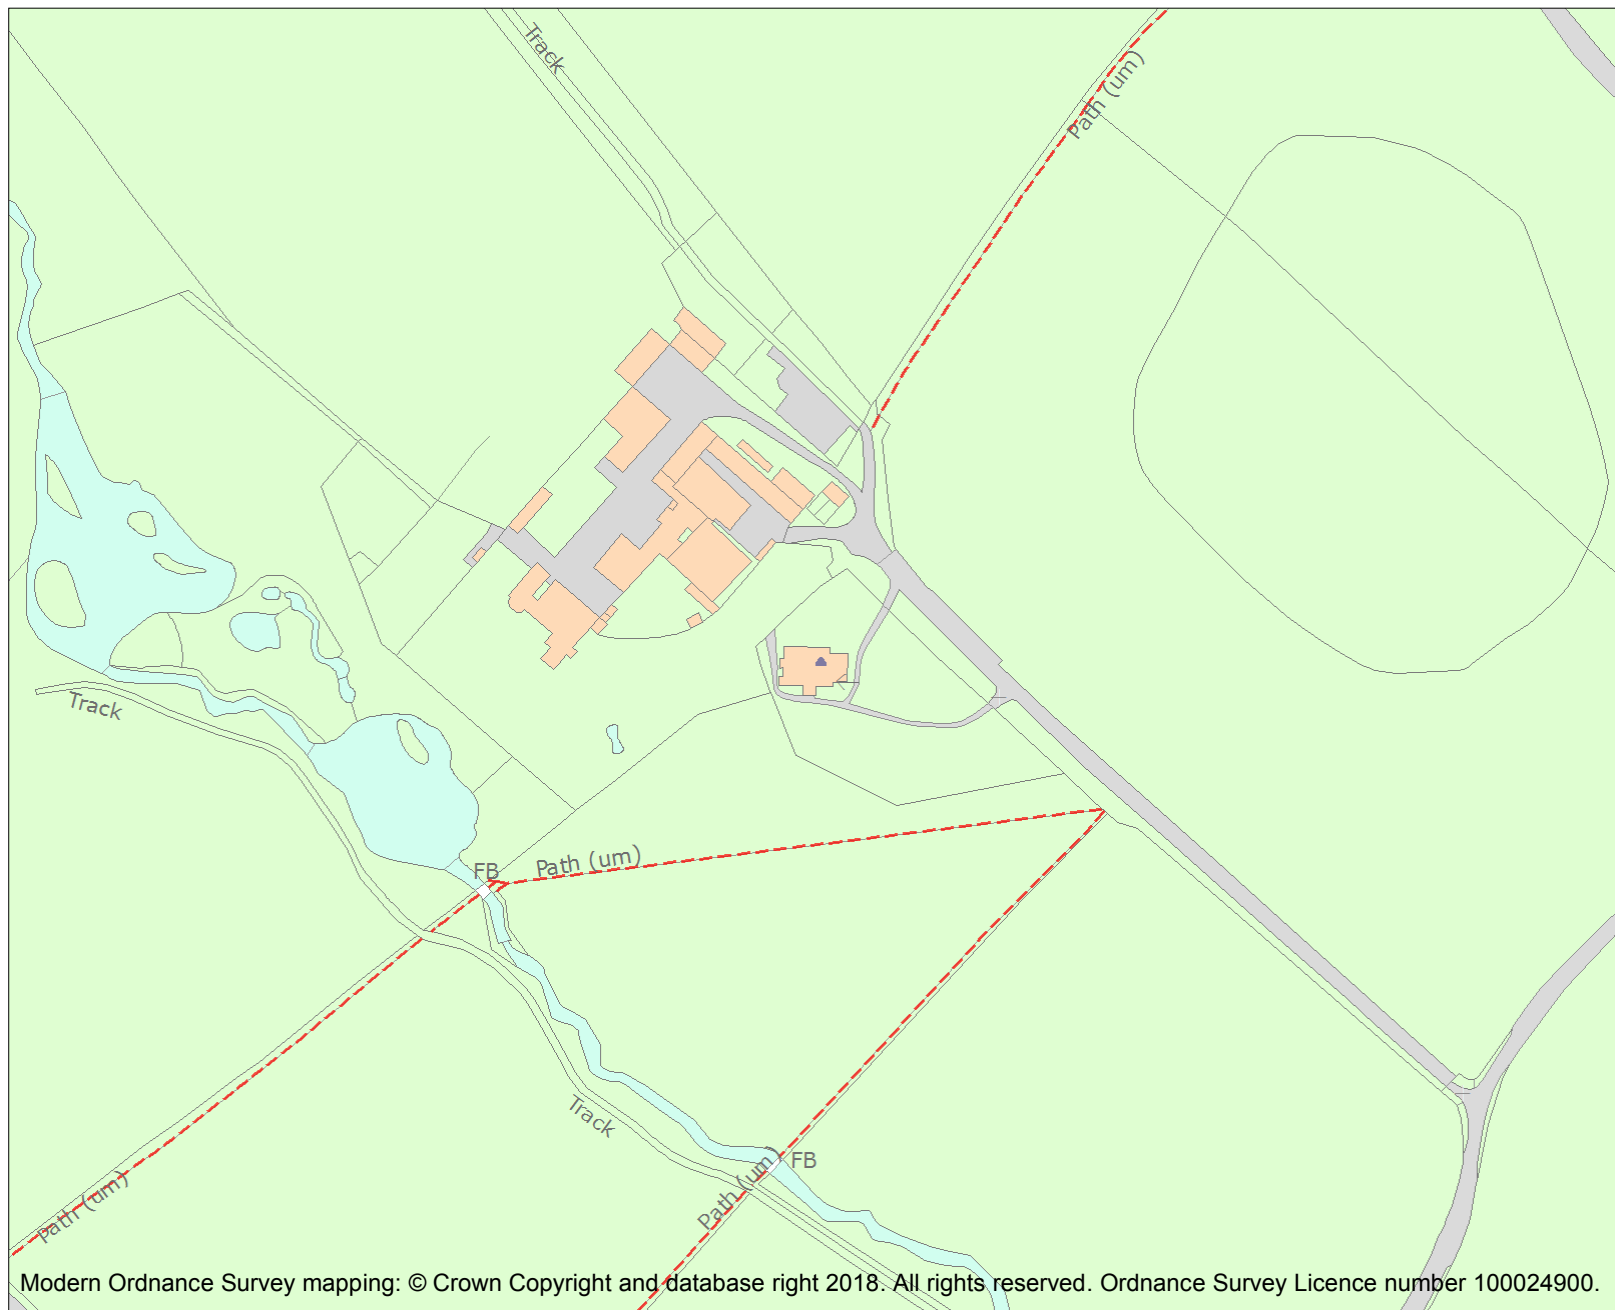 Track
Path (um)
Track
FB
Path (um)
Track
FB
Path (um)
Path (um)
Modern Ordnance Survey mapping: © Crown Copyright and database right 2018. All rights reserved. Ordnance Survey Licence number 100024900.